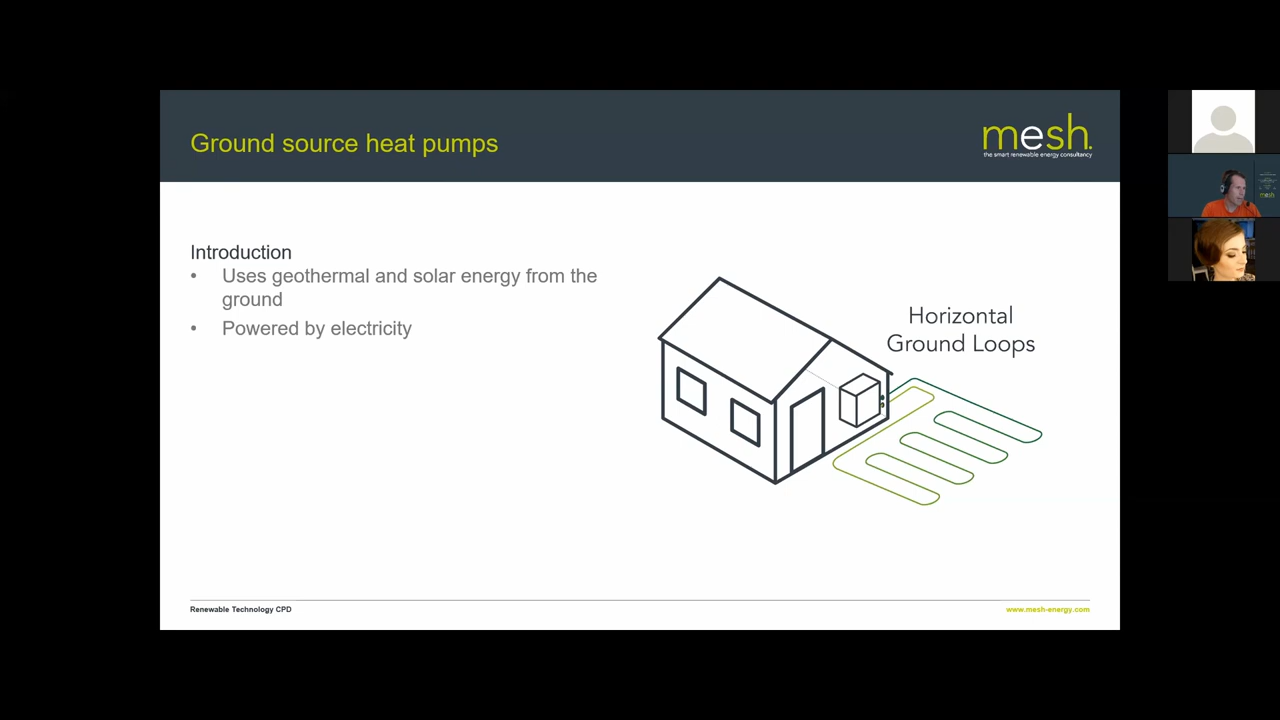 Ground source heat pumps
mesh.
the smart renewable energy consultancy
Introduction
• Uses geothermal and solar energy from the
ground
• Powered by electricity
Horizontal
Ground Loops
Renewable Technology CPD
www.mesh-energy.com
mesh